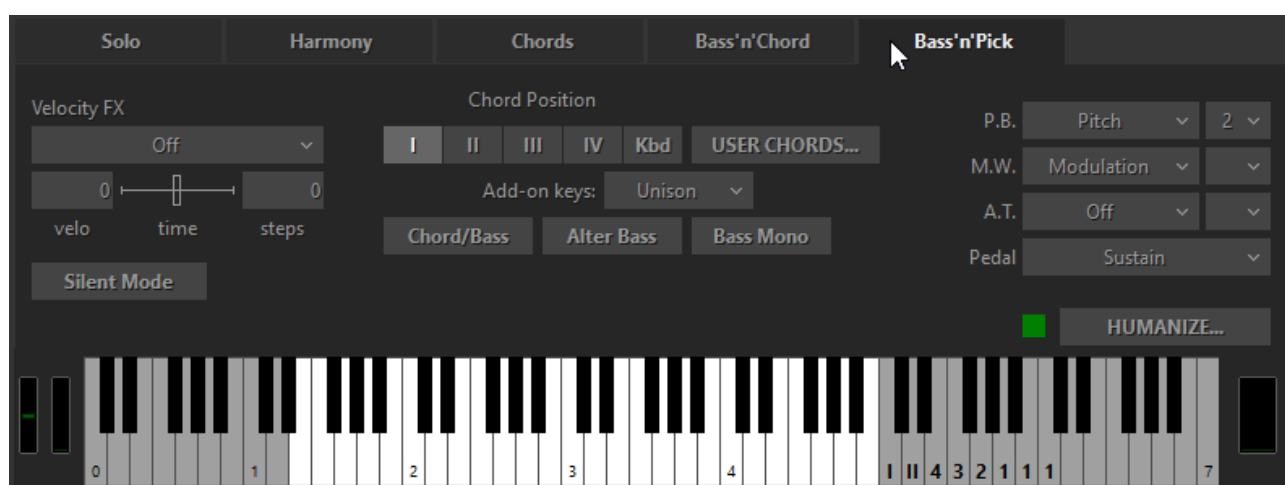 Solo Harmony Chords Bass'n'Chord Bass'n'Pick
Velocity FX
Off
0 0
velo time steps
Silent Mode
Chord Position
I II III IV Kbd USER CHORDS...
Add-on keys: Unison
Chord/Bass Alter Bass Bass Mono
P.B. Pitch 2
M.W. Modulation
A.T. Off
Pedal Sustain
HUMANIZE...
0 1 2 3 4 I II 4 3 2 1 1 1 7